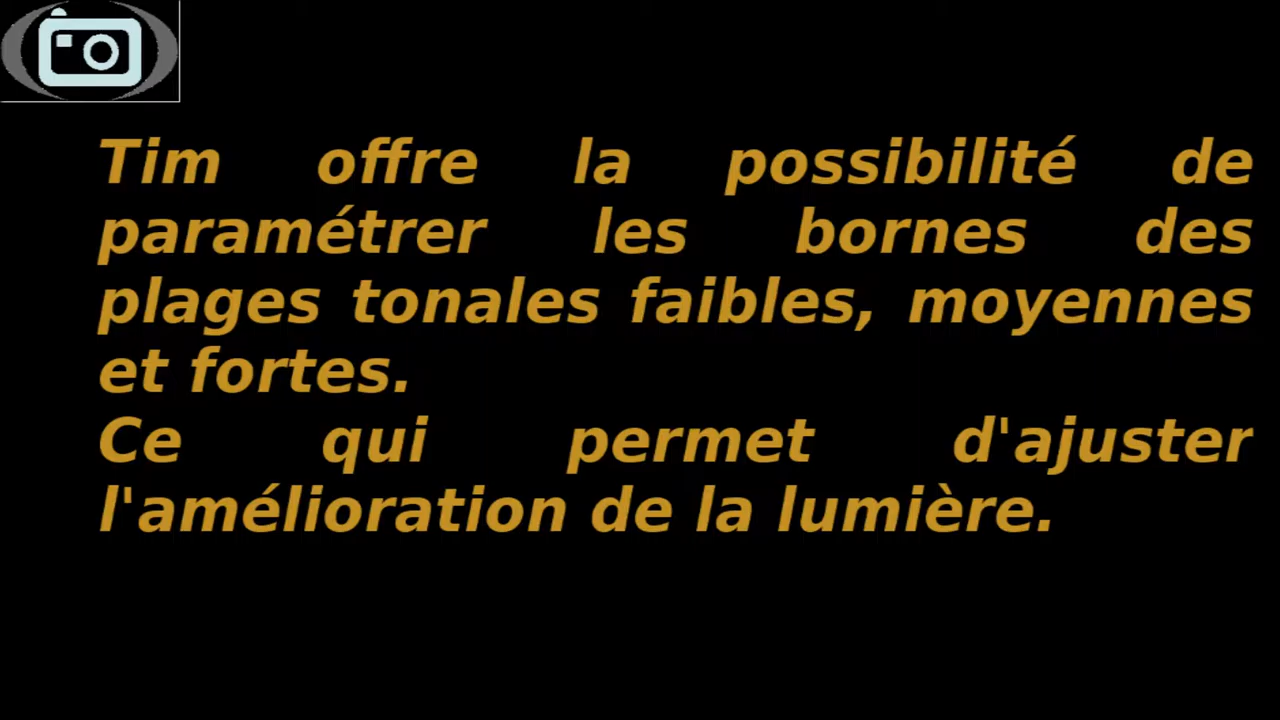 Tim offre la possibilité de
paramétrer les bornes des
plages tonales faibles, moyennes
et fortes.
Ce qui permet d'ajuster
l'amélioration de la lumière.